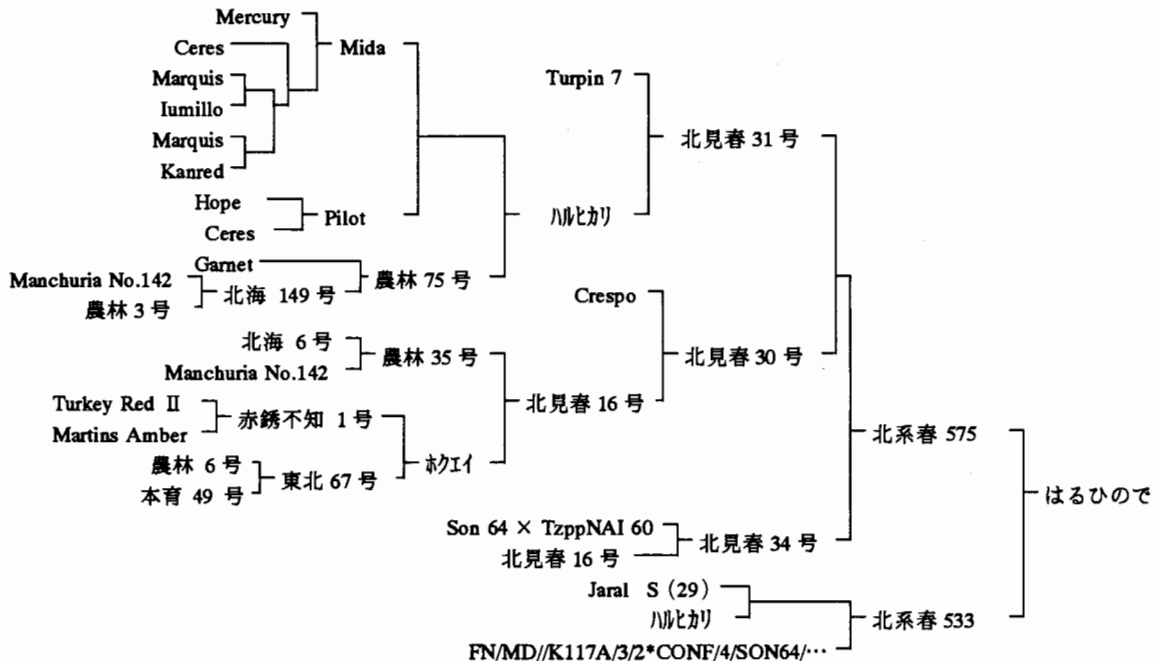 Mercury
Ceres
Mida
Marquis
Turpin 7
Iumillo
Marquis
北見春 31 号
Kanred
Hope
Pilot
ハルヒカリ
Ceres
Garnet
Manchuria No.142
農林 75 号
北海 149 号
農林 3 号
Crespo
北海 6 号
農林 35 号
北見春 30 号
Manchuria No.142
Turkey Red Ⅱ
赤銹不知 1 号
北見春 16 号
Martins Amber
北系春 575
農林 6 号
ホクエイ
東北 67 号
本育 49 号
はるひので
Son 64 × TzppNAI 60
北見春 34 号
北見春 16 号
Jaral S (29)
ハルヒカリ
北系春 533
FN/MD//K117A/3/2*CONF/4/SON64/…